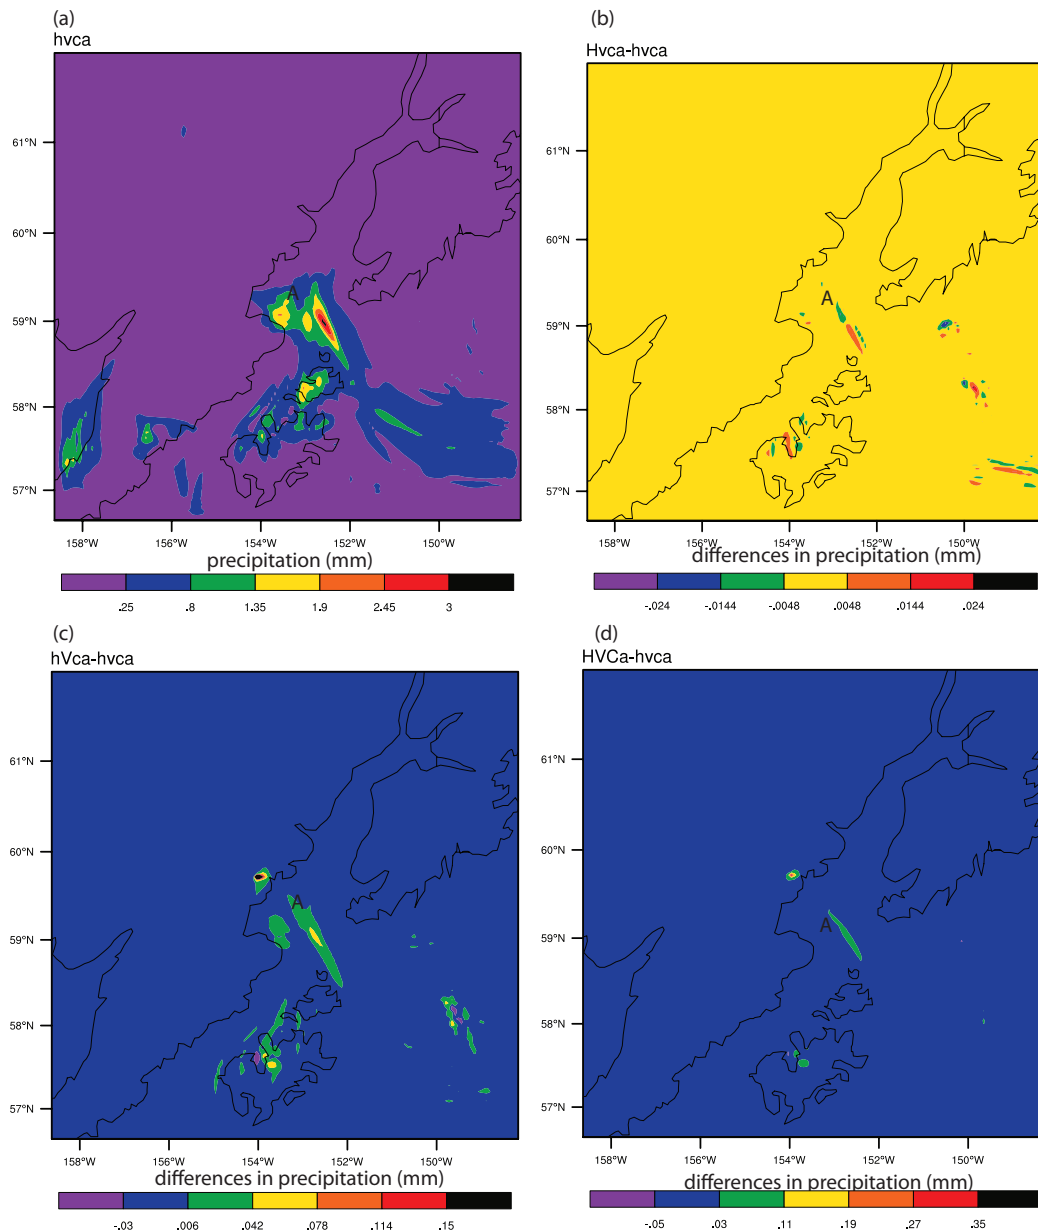 (a)
hvca
61°N
60°N
59°N
58°N
57°N
A
158°W 156°W 154°W 152°W 150°W
precipitation (mm)
.25 .8 1.35 1.9 2.45 3
(b)
Hvca-hvca
61°N
60°N
59°N
58°N
57°N
A
158°W 156°W 154°W 152°W 150°W
differences in precipitation (mm)
-.024 -.0144 -.0048 .0048 .0144 .024
(c)
hVca-hvca
61°N
60°N
59°N
58°N
57°N
A
158°W 156°W 154°W 152°W 150°W
differences in precipitation (mm)
-.03 .006 .042 .078 .114 .15
(d)
HVCa-hvca
61°N
60°N
59°N
58°N
57°N
A
158°W 156°W 154°W 152°W 150°W
differences in precipitation (mm)
-.05 .03 .11 .19 .27 .35